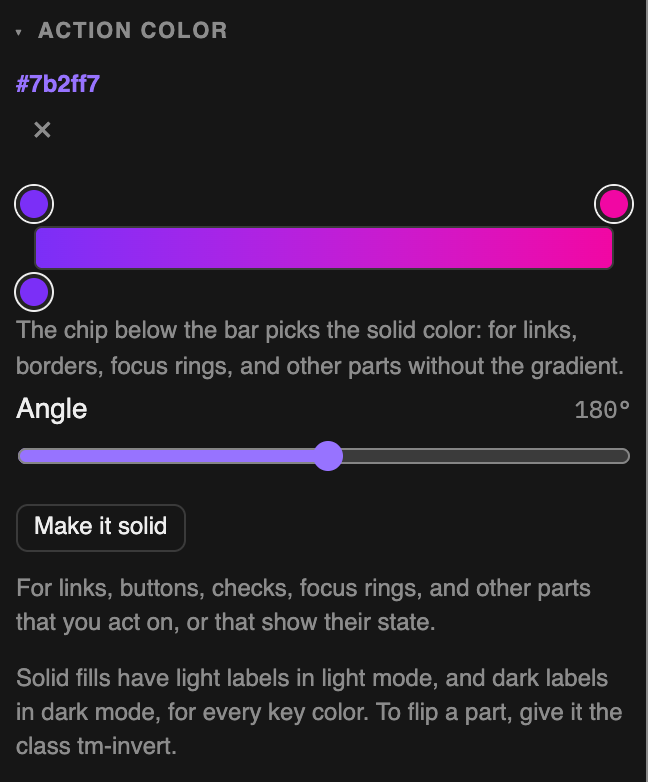 ACTION COLOR
#7b2ff7
The chip below the bar picks the solid color: for links,
borders, focus rings, and other parts without the gradient.
Angle 180°
Make it solid
For links, buttons, checks, focus rings, and other parts
that you act on, or that show their state.
Solid fills have light labels in light mode, and dark labels
in dark mode, for every key color. To flip a part, give it the
class tm-invert.